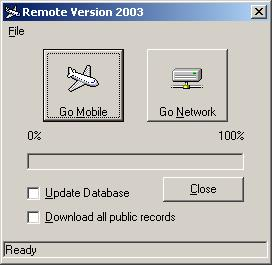 Remote Version 2003
File
Go Mobile
Go Network
0%
100%
Update Database
Close
Download all public records
Ready